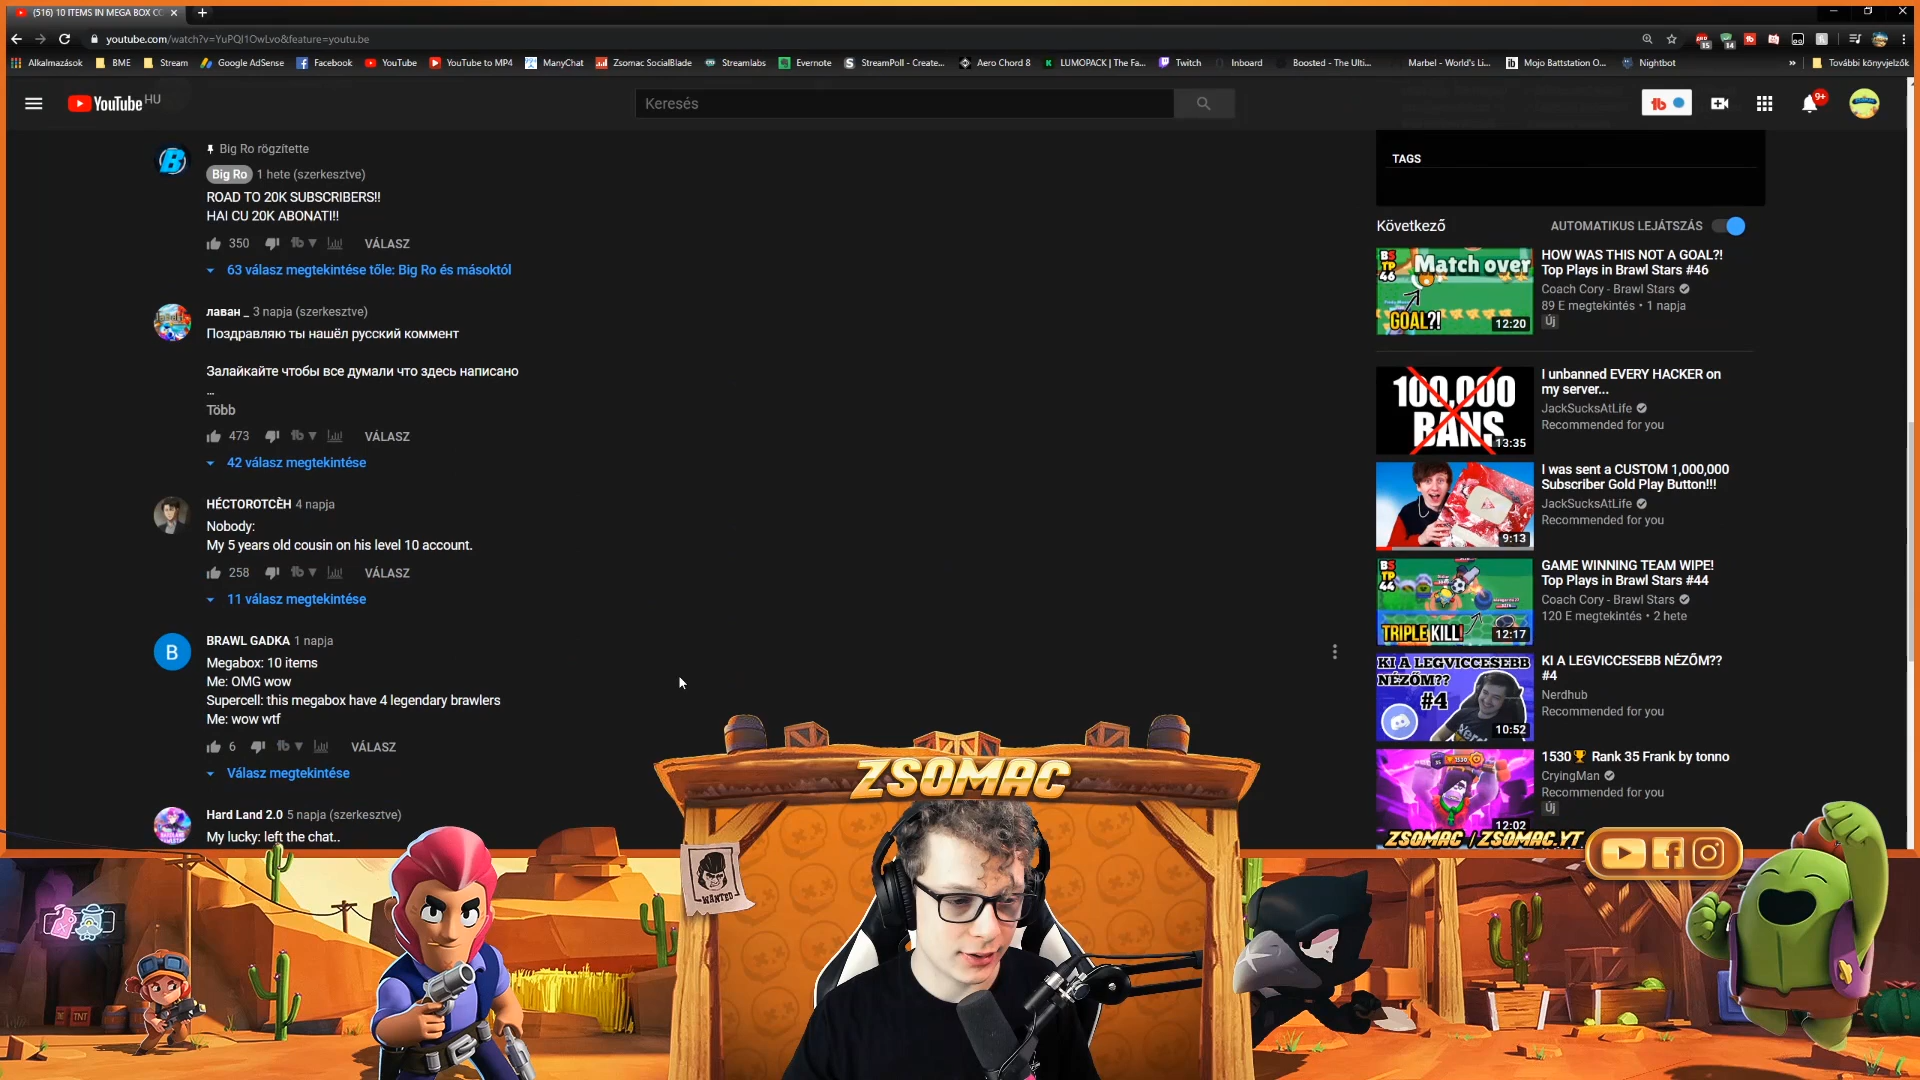 (516) 10 ITEMS IN MEGA BOX CO
youtube.com/watch?v=YuPQl1OwLvo&feature=youtu.be
15
14
Alkalmazások
BME
Stream
Google AdSense
Facebook
YouTube
YouTube to MP4
ManyChat
Zsomac SocialBlade
Streamlabs
Evernote
StreamPoll - Create...
Aero Chord 8
LUMOPACK | The Fa...
Twitch
Inboard
Boosted - The Ulti...
Marbel - World's Li...
Mojo Battstation O...
Nightbot
»
További könyvjelzők
YouTube HU
Keresés
9+
Big Ro rögzítette
Big Ro 1 hete (szerkesztve)
ROAD TO 20K SUBSCRIBERS!!
HAI CU 20K ABONATI!!
350 VÁLASZ
63 válasz megtekintése tőle: Big Ro és másoktól
лаван _ 3 napja (szerkesztve)
Поздравляю ты нашёл русский коммент
Залайкайте чтобы все думали что здесь написано
...
Több
473 VÁLASZ
42 válasz megtekintése
HÉCTOROTCÈH 4 napja
Nobody:
My 5 years old cousin on his level 10 account.
258 VÁLASZ
11 válasz megtekintése
BRAWL GADKA 1 napja
Megabox: 10 items
Me: OMG wow
Supercell: this megabox have 4 legendary brawlers
Me: wow wtf
6 VÁLASZ
Válasz megtekintése
Hard Land 2.0 5 napja (szerkesztve)
My lucky: left the chat..
TAGS
Következő
AUTOMATIKUS LEJÁTSZÁS
BS
TP
46
Match over
GOAL?!
12:20
HOW WAS THIS NOT A GOAL?!
Top Plays in Brawl Stars #46
Coach Cory - Brawl Stars
89 E megtekintés • 1 napja
Új
100,000
BANS
13:35
I unbanned EVERY HACKER on
my server...
JackSucksAtLife
Recommended for you
9:13
I was sent a CUSTOM 1,000,000
Subscriber Gold Play Button!!!
JackSucksAtLife
Recommended for you
BS
TP
44
TRIPLE KILL!
12:17
GAME WINNING TEAM WIPE!
Top Plays in Brawl Stars #44
Coach Cory - Brawl Stars
120 E megtekintés • 2 hete
KI A LEGVICCESEBB
NÉZŐM??
#4
10:52
KI A LEGVICCESEBB NÉZŐM??
#4
Nerdhub
Recommended for you
1530
12:02
1530🏆 Rank 35 Frank by tonno
CryingMan
Recommended for you
Új
ZSOMAC / ZSOMAC.YT
ZSOMAC
WANTED
TNT